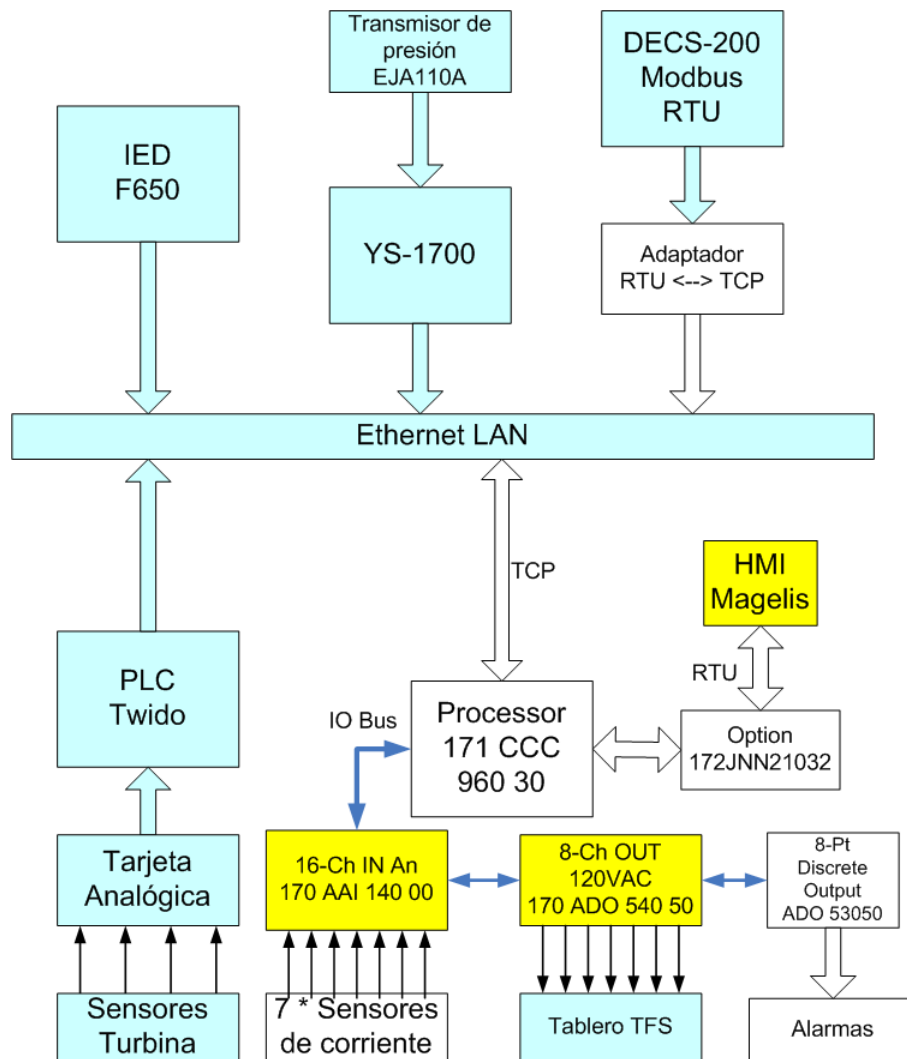 Transmisor de
presión
EJA110A
DECS-200
Modbus
RTU
IED
F650
YS-1700
Adaptador
RTU <--> TCP
Ethernet LAN
TCP
HMI
Magelis
RTU
PLC
Twido
IO Bus
Processor
171 CCC
960 30
Option
172JNN21032
Tarjeta
Analógica
16-Ch IN An
170 AAI 140 00
8-Ch OUT
120VAC
170 ADO 540 50
8-Pt
Discrete
Output
ADO 53050
Sensores
Turbina
7 * Sensores
de corriente
Tablero TFS
Alarmas